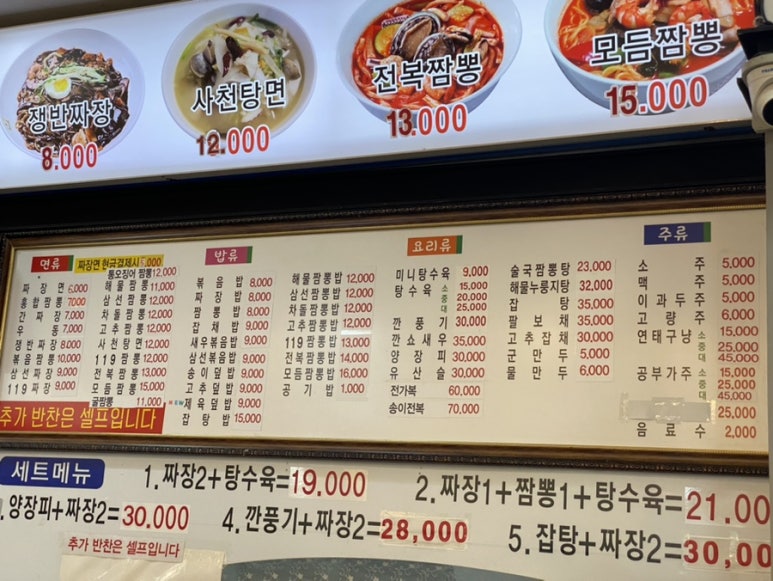 쟁반짜장
8.000
사천탕면
12.000
전복짬뽕
13.000
모듬짬뽕
15.000
면류
짜장면 현금결제시 5,000
짜장면 6,000
홍합짬뽕 7000
간짜장 7,000
우동 7,000
쟁반짜장 8,000
볶음짬뽕 10,000
삼선짜장 9,000
119짜장 9,000
통오징어 짬뽕 12,000
해물짬뽕 11,000
삼선짬뽕 12,000
차돌짬뽕 12,000
고추짬뽕 12,000
사천탕면 12,000
119짬뽕 13,000
전복짬뽕 13,000
모듬짬뽕 15,000
굴짬뽕 11,000
NEW
추가 반찬은 셀프입니다
밥류
볶음밥 8,000
짜장밥 8,000
짬뽕밥 8,000
잡채밥 9,000
새우볶음밥 9,000
삼선볶음밥 9,000
송이덮밥 9,000
고추덮밥 9,000
제육덮밥 9,000
잡탕밥 15,000
해물짬뽕밥 12,000
삼선짬뽕밥 12,000
차돌짬뽕밥 12,000
고추짬뽕밥 12,000
119짬뽕밥 13,000
전복짬뽕밥 14,000
모듬짬뽕밥 16,000
공기밥 1,000
요리류
미니탕수육 9,000
탕수육 소 15,000
중 20,000
대 25,000
깐풍기 30,000
깐쇼새우 35,000
양장피 30,000
유산슬 30,000
전가복 60,000
송이전복 70,000
술국짬뽕탕 23,000
해물누룽지탕 32,000
잡탕 35,000
팔보채 35,000
고추잡채 30,000
군만두 5,000
물만두 6,000
주류
소주 5,000
맥주 5,000
이과두주 5,000
고량주 6,000
연태구냥 소 15,000
중 25,000
대 45,000
공부가주 소 15,000
중 25,000
대 45,000
25,000
음료수 2,000
세트메뉴
1. 짜장2+탕수육=19.000
2. 짜장1+짬뽕1+탕수육=21.00
양장피+짜장2=30.000
4. 깐풍기+짜장2=28,000
5. 잡탕+짜장2=30,00
추가 반찬은 셀프입니다